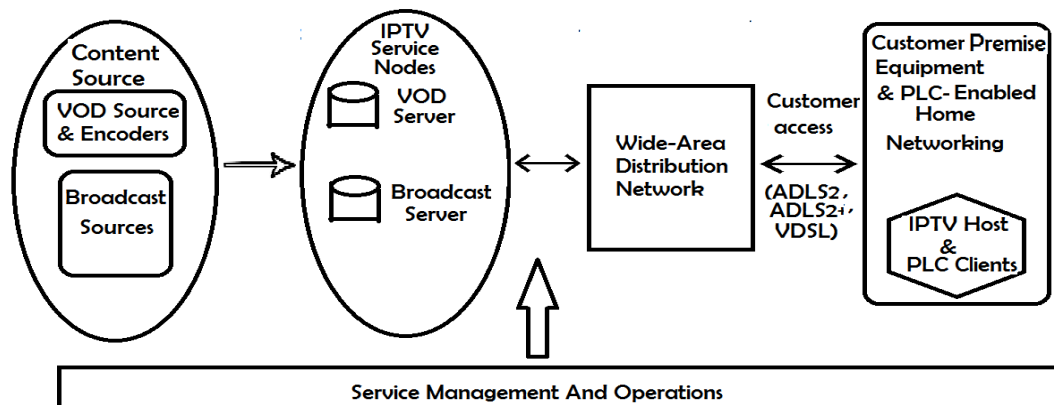 Content
Source
VOD Source
& Encoders
Broadcast
Sources
IPTV
Service
Nodes
VOD
Server
Broadcast
Server
Wide-Area
Distribution
Network
Customer
access
(ADLS2,
ADLS2+,
VDSL)
Customer Premise
Equipment
& PLC-Enabled
Home
Networking
IPTV Host
&
PLC Clients
Service Management And Operations